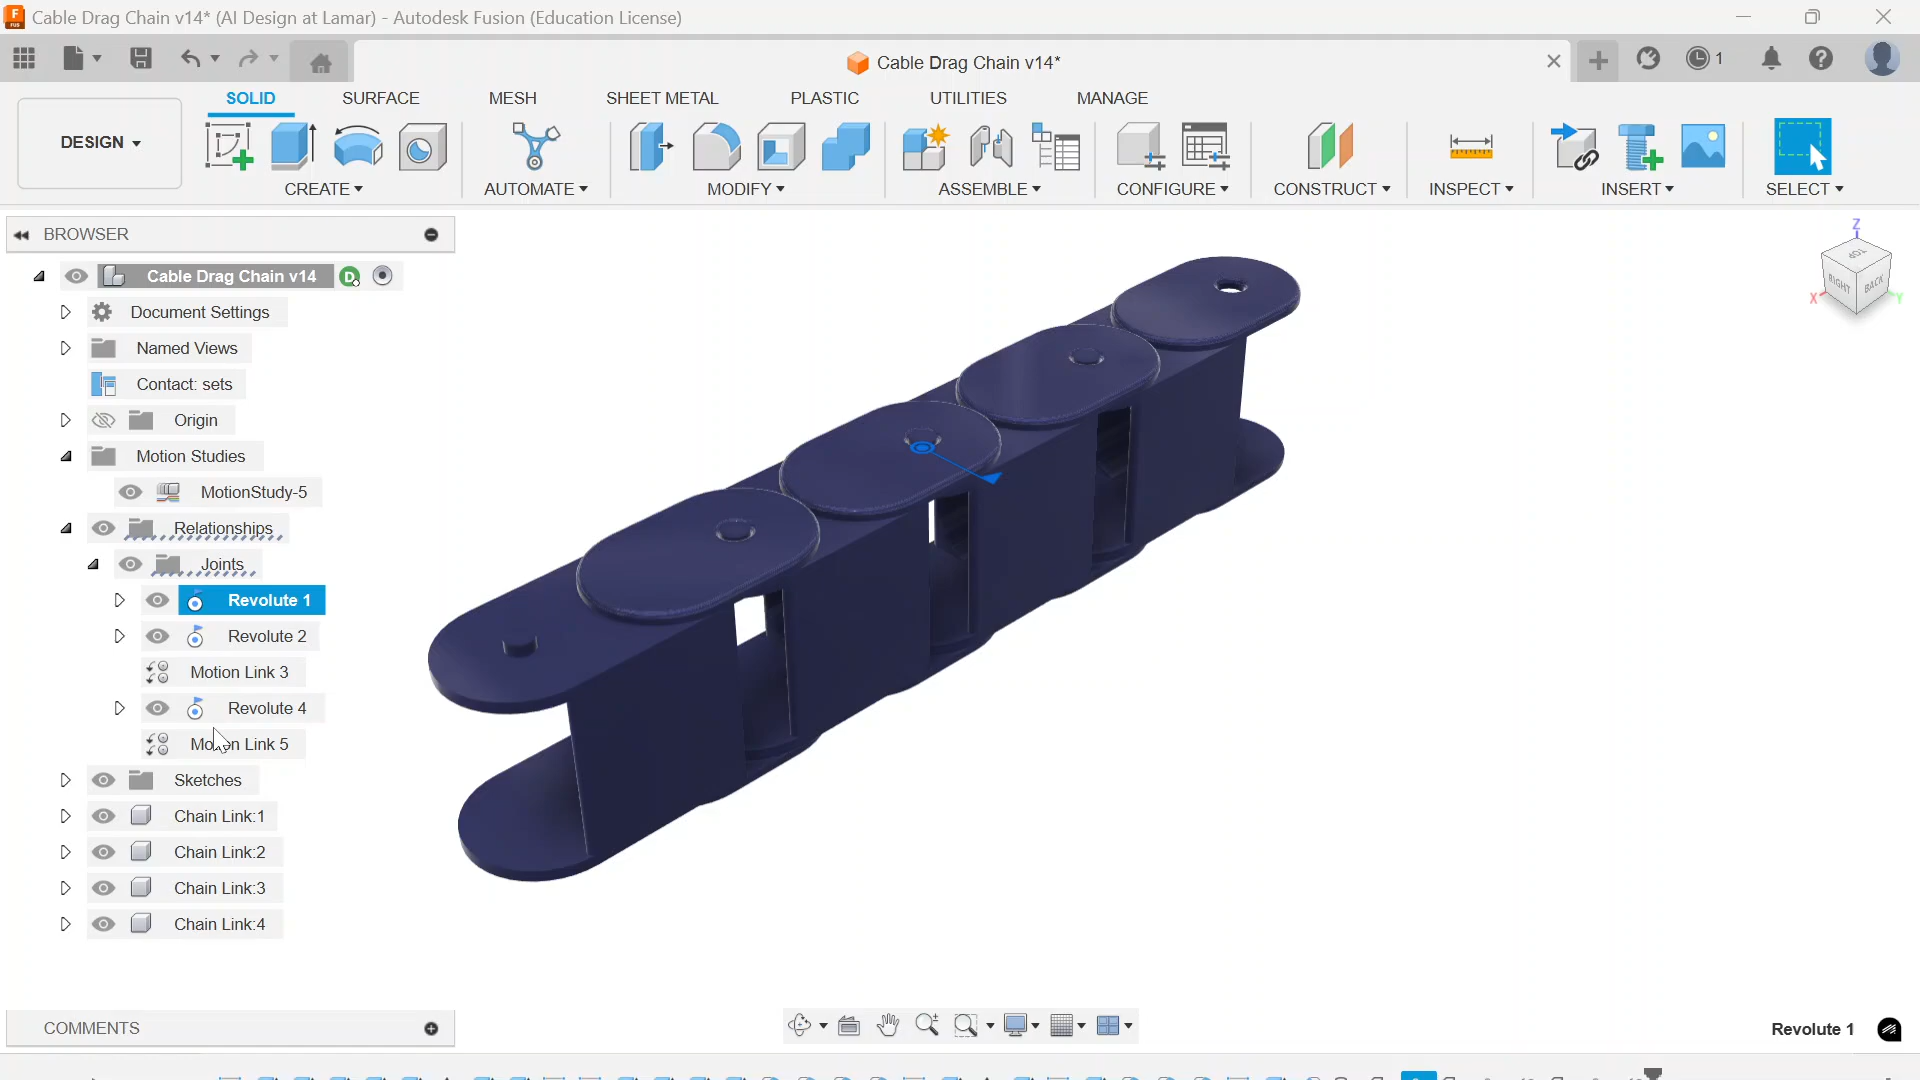 Cable Drag Chain v14* (AI Design at Lamar) - Autodesk Fusion (Education License)
Cable Drag Chain v14*
1
DESIGN
SOLID SURFACE MESH SHEET METAL PLASTIC UTILITIES MANAGE
CREATE AUTOMATE MODIFY ASSEMBLE CONFIGURE CONSTRUCT INSPECT INSERT SELECT
BROWSER
Cable Drag Chain v14
Document Settings
Named Views
Contact: sets
Origin
Motion Studies
MotionStudy-5
Relationships
Joints
Revolute 1
Revolute 2
Motion Link 3
Revolute 4
Motion Link 5
Sketches
Chain Link:1
Chain Link:2
Chain Link:3
Chain Link:4
Z
TOP
RIGHT BACK
X Y
COMMENTS
Revolute 1